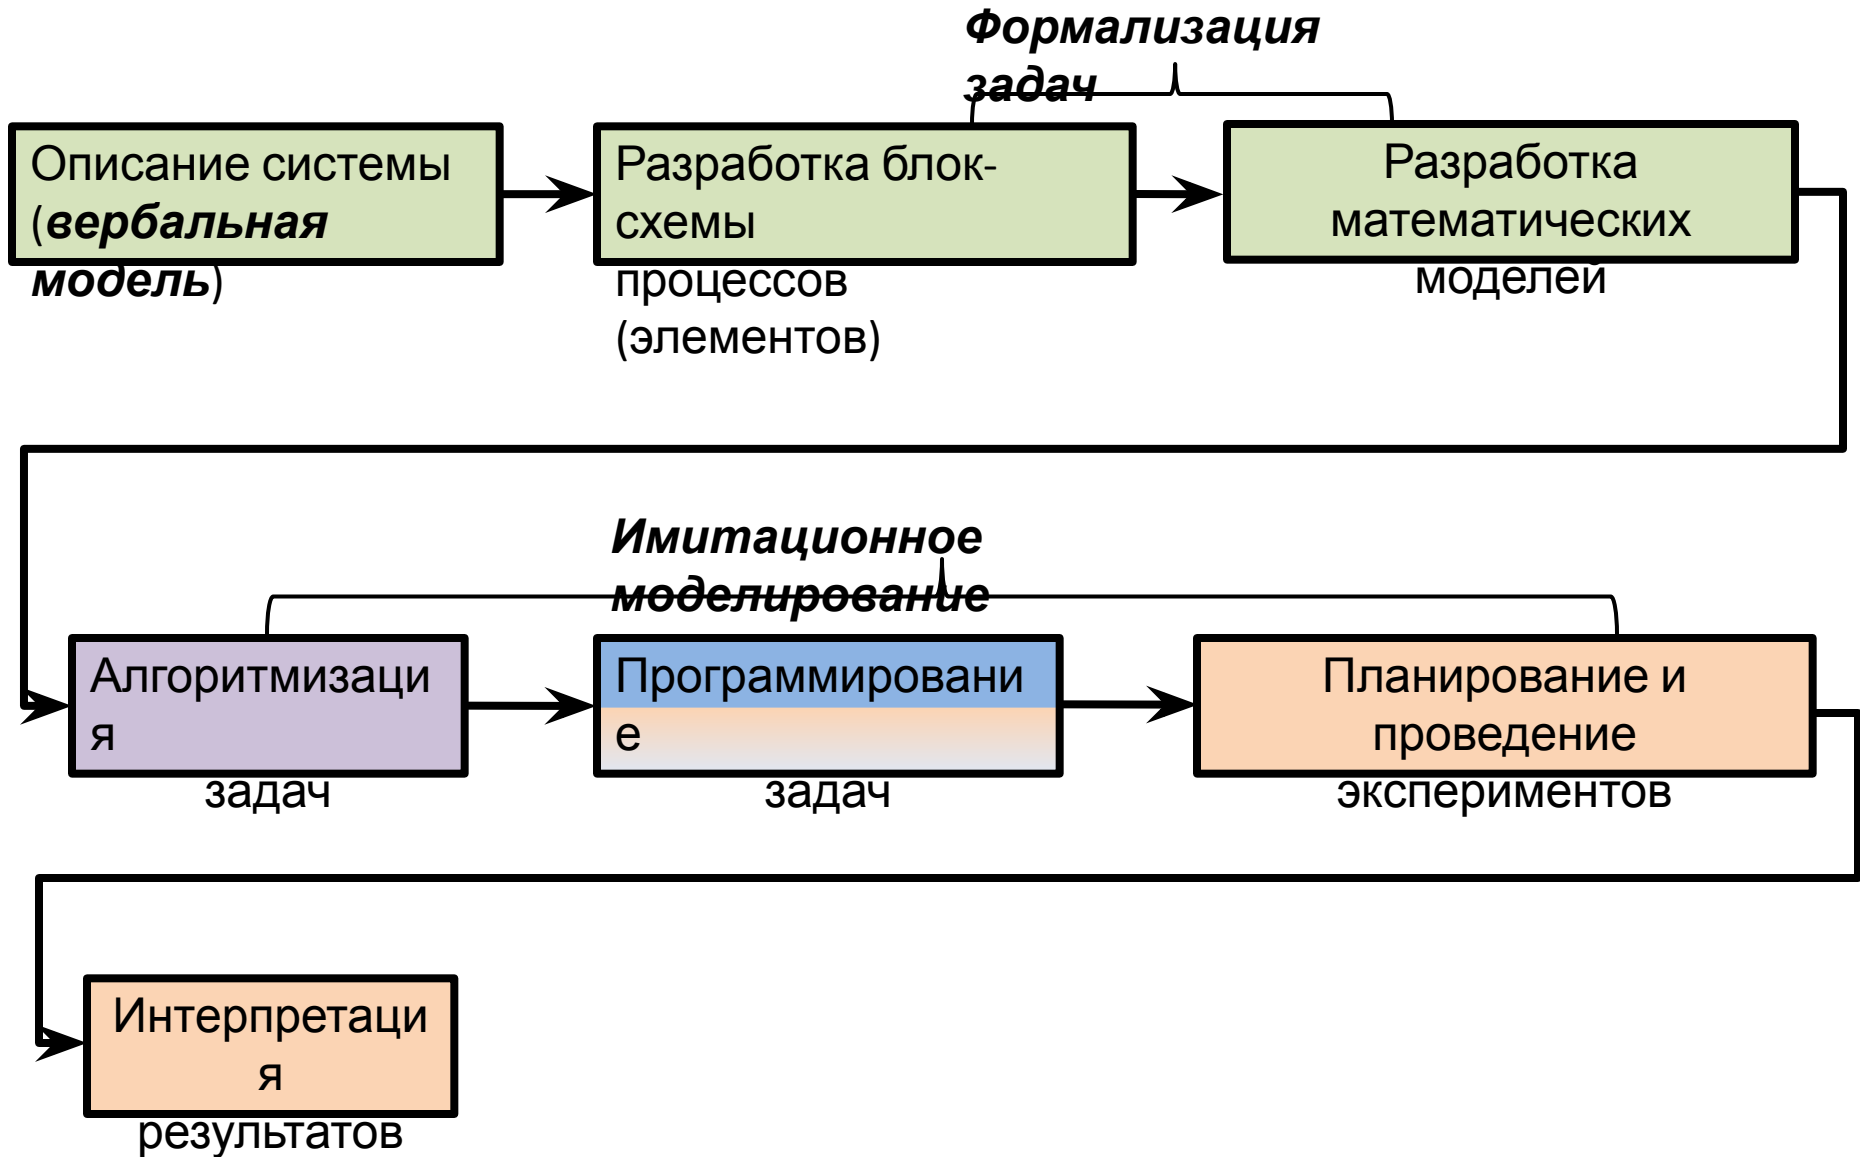 Формализация
задач
Описание системы
(вербальная
модель)
Разработка блок-
схемы
процессов
(элементов)
Разработка
математических
моделей
Имитационное
моделирование
Алгоритмизаци
я
задач
Программировани
е
задач
Планирование и
проведение
экспериментов
Интерпретаци
я
результатов